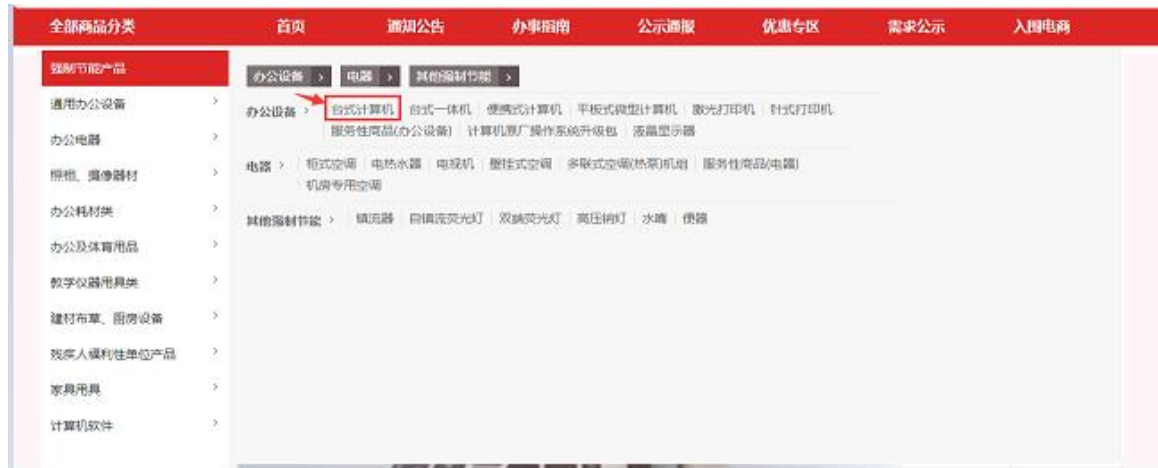 全部商品分类 首页 通知公告 办事指南 公示通报 优惠专区 需求公示 入围电商
强制节能产品
通用办公设备
办公电器
照相、摄像器材
办公耗材类
办公及体育用品
教学仪器用具类
建材布草、厨房设备
残疾人福利性单位产品
家具用具
计算机软件
办公设备 > 电器 > 其他强制节能 >
办公设备 > 台式计算机 台式一体机 便携式计算机 平板式微型计算机 激光打印机 针式打印机
服务性商品(办公设备) 计算机原厂操作系统升级包 液晶显示器
电器 > 柜式空调 电热水器 电视机 壁挂式空调 多联式空调(热泵)机组 服务性商品(电器)
机房专用空调
其他强制节能 > 镇流器 自镇流荧光灯 双端荧光灯 高压钠灯 水嘴 便器